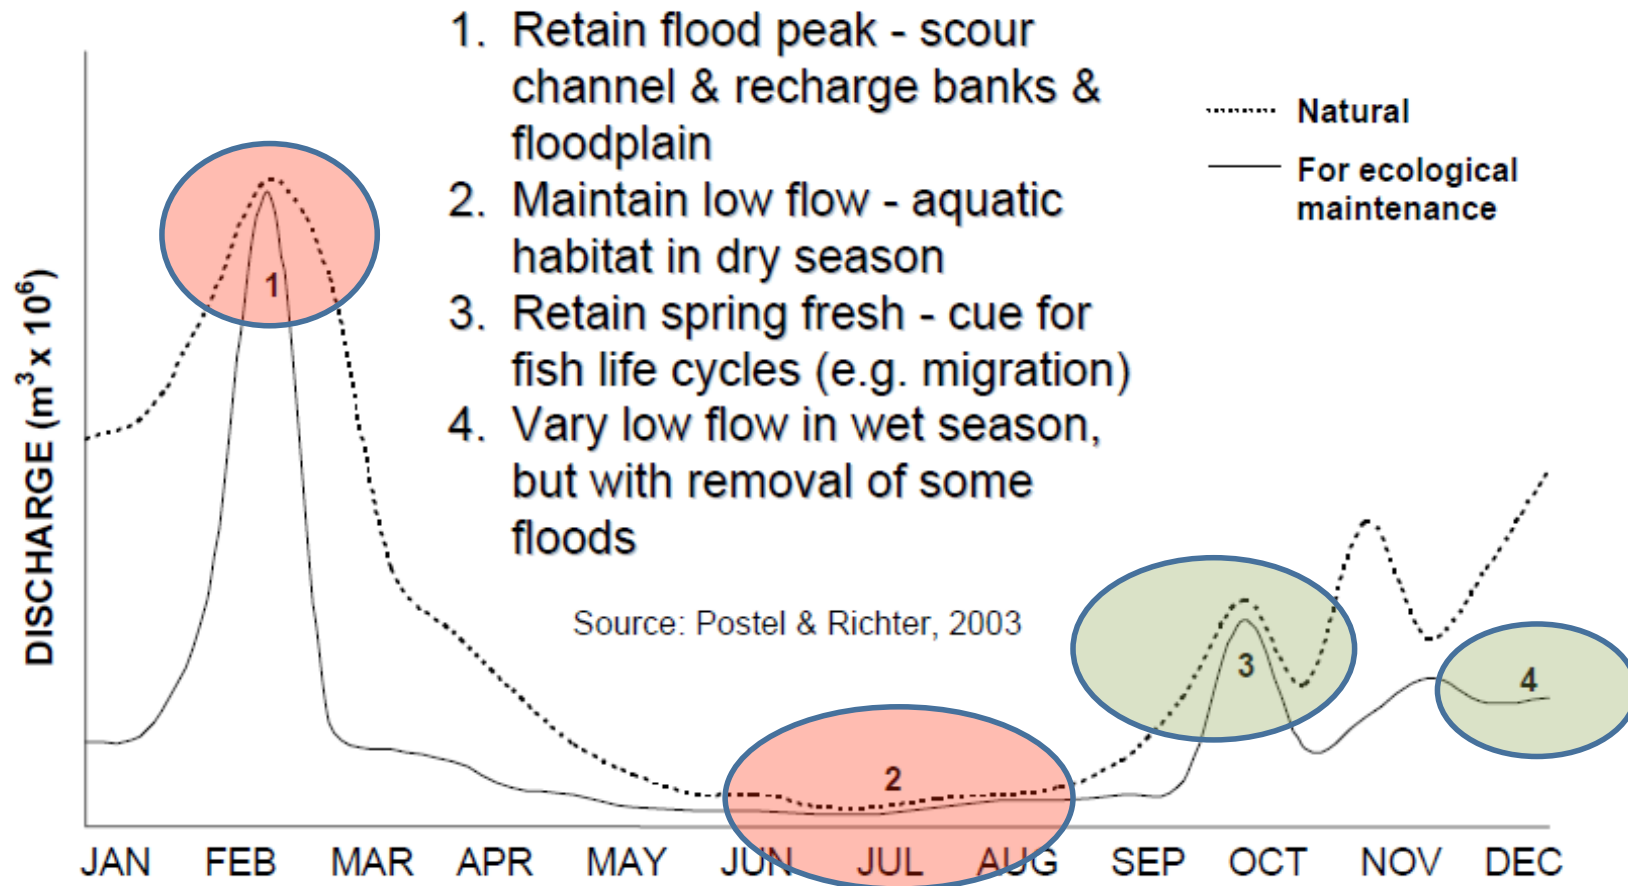 1. Retain flood peak - scour
channel & recharge banks &
floodplain
2. Maintain low flow - aquatic
habitat in dry season
3. Retain spring fresh - cue for
fish life cycles (e.g. migration)
4. Vary low flow in wet season,
but with removal of some
floods
Natural
For ecological
maintenance
Source: Postel & Richter, 2003
DISCHARGE (m³ x 10⁶)
1
2
3
4
JAN FEB MAR APR MAY JUN JUL AUG SEP OCT NOV DEC